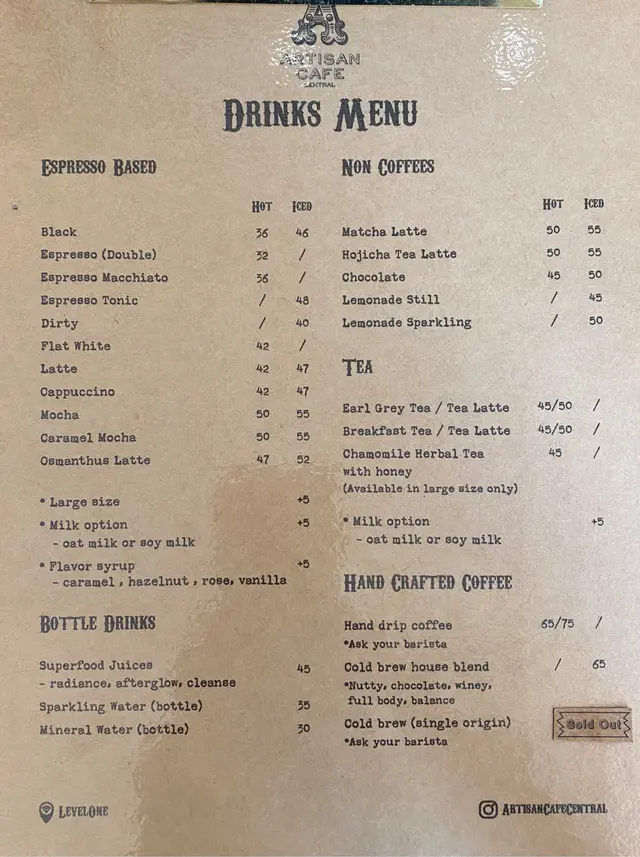 A
ARTISAN
CAFE
CENTRAL
DRINKS MENU
ESPRESSO BASED
HOT ICED
Black 36 46
Espresso (Double) 32 /
Espresso Macchiato 36 /
Espresso Tonic / 48
Dirty / 40
Flat White 42 /
Latte 42 47
Cappuccino 42 47
Mocha 50 55
Caramel Mocha 50 55
Osmanthus Latte 47 52
* Large size +5
* Milk option +5
- oat milk or soy milk
* Flavor syrup +5
- caramel, hazelnut, rose, vanilla
BOTTLE DRINKS
Superfood Juices 45
- radiance, afterglow, cleanse
Sparkling Water (bottle) 35
Mineral Water (bottle) 30
NON COFFEES
HOT ICED
Matcha Latte 50 55
Hojicha Tea Latte 50 55
Chocolate 45 50
Lemonade Still / 45
Lemonade Sparkling / 50
TEA
Earl Grey Tea / Tea Latte 45/50 /
Breakfast Tea / Tea Latte 45/50 /
Chamomile Herbal Tea 45 /
with honey
(Available in large size only)
* Milk option +5
- oat milk or soy milk
HAND CRAFTED COFFEE
Hand drip coffee 65/75 /
*Ask your barista
Cold brew house blend / 65
*Nutty, chocolate, winey,
full body, balance
Cold brew (single origin) Sold Out
*Ask your barista
LEVELONE
ARTISANCAFECENTRAL